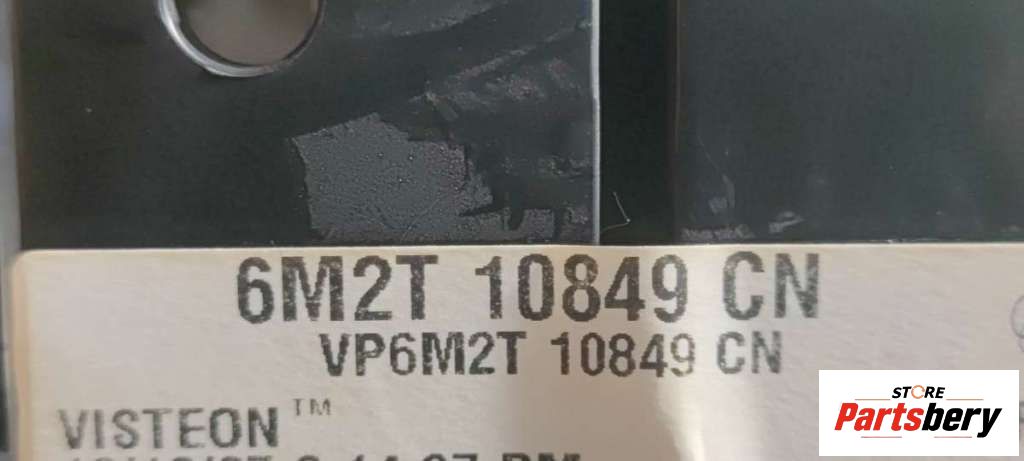 6M2T 10849 CN
VP6M2T 10849 CN
VISTEON™
STORE
Partsbery